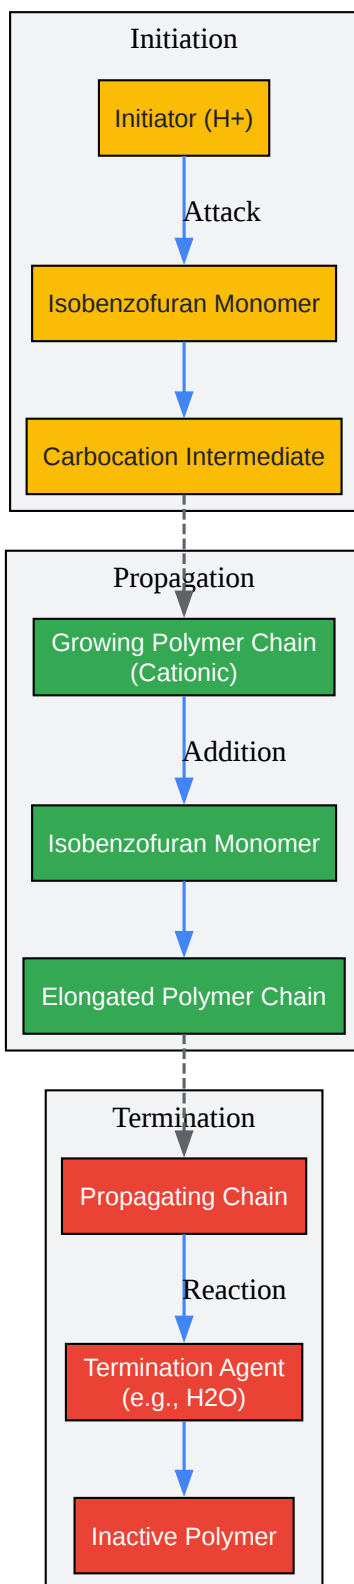 Initiation
Initiator (H+)
Attack
Isobenzofuran Monomer
Carbocation Intermediate
Propagation
Growing Polymer Chain
(Cationic)
Addition
Isobenzofuran Monomer
Elongated Polymer Chain
Termination
Propagating Chain
Reaction
Termination Agent
(e.g., H2O)
Inactive Polymer